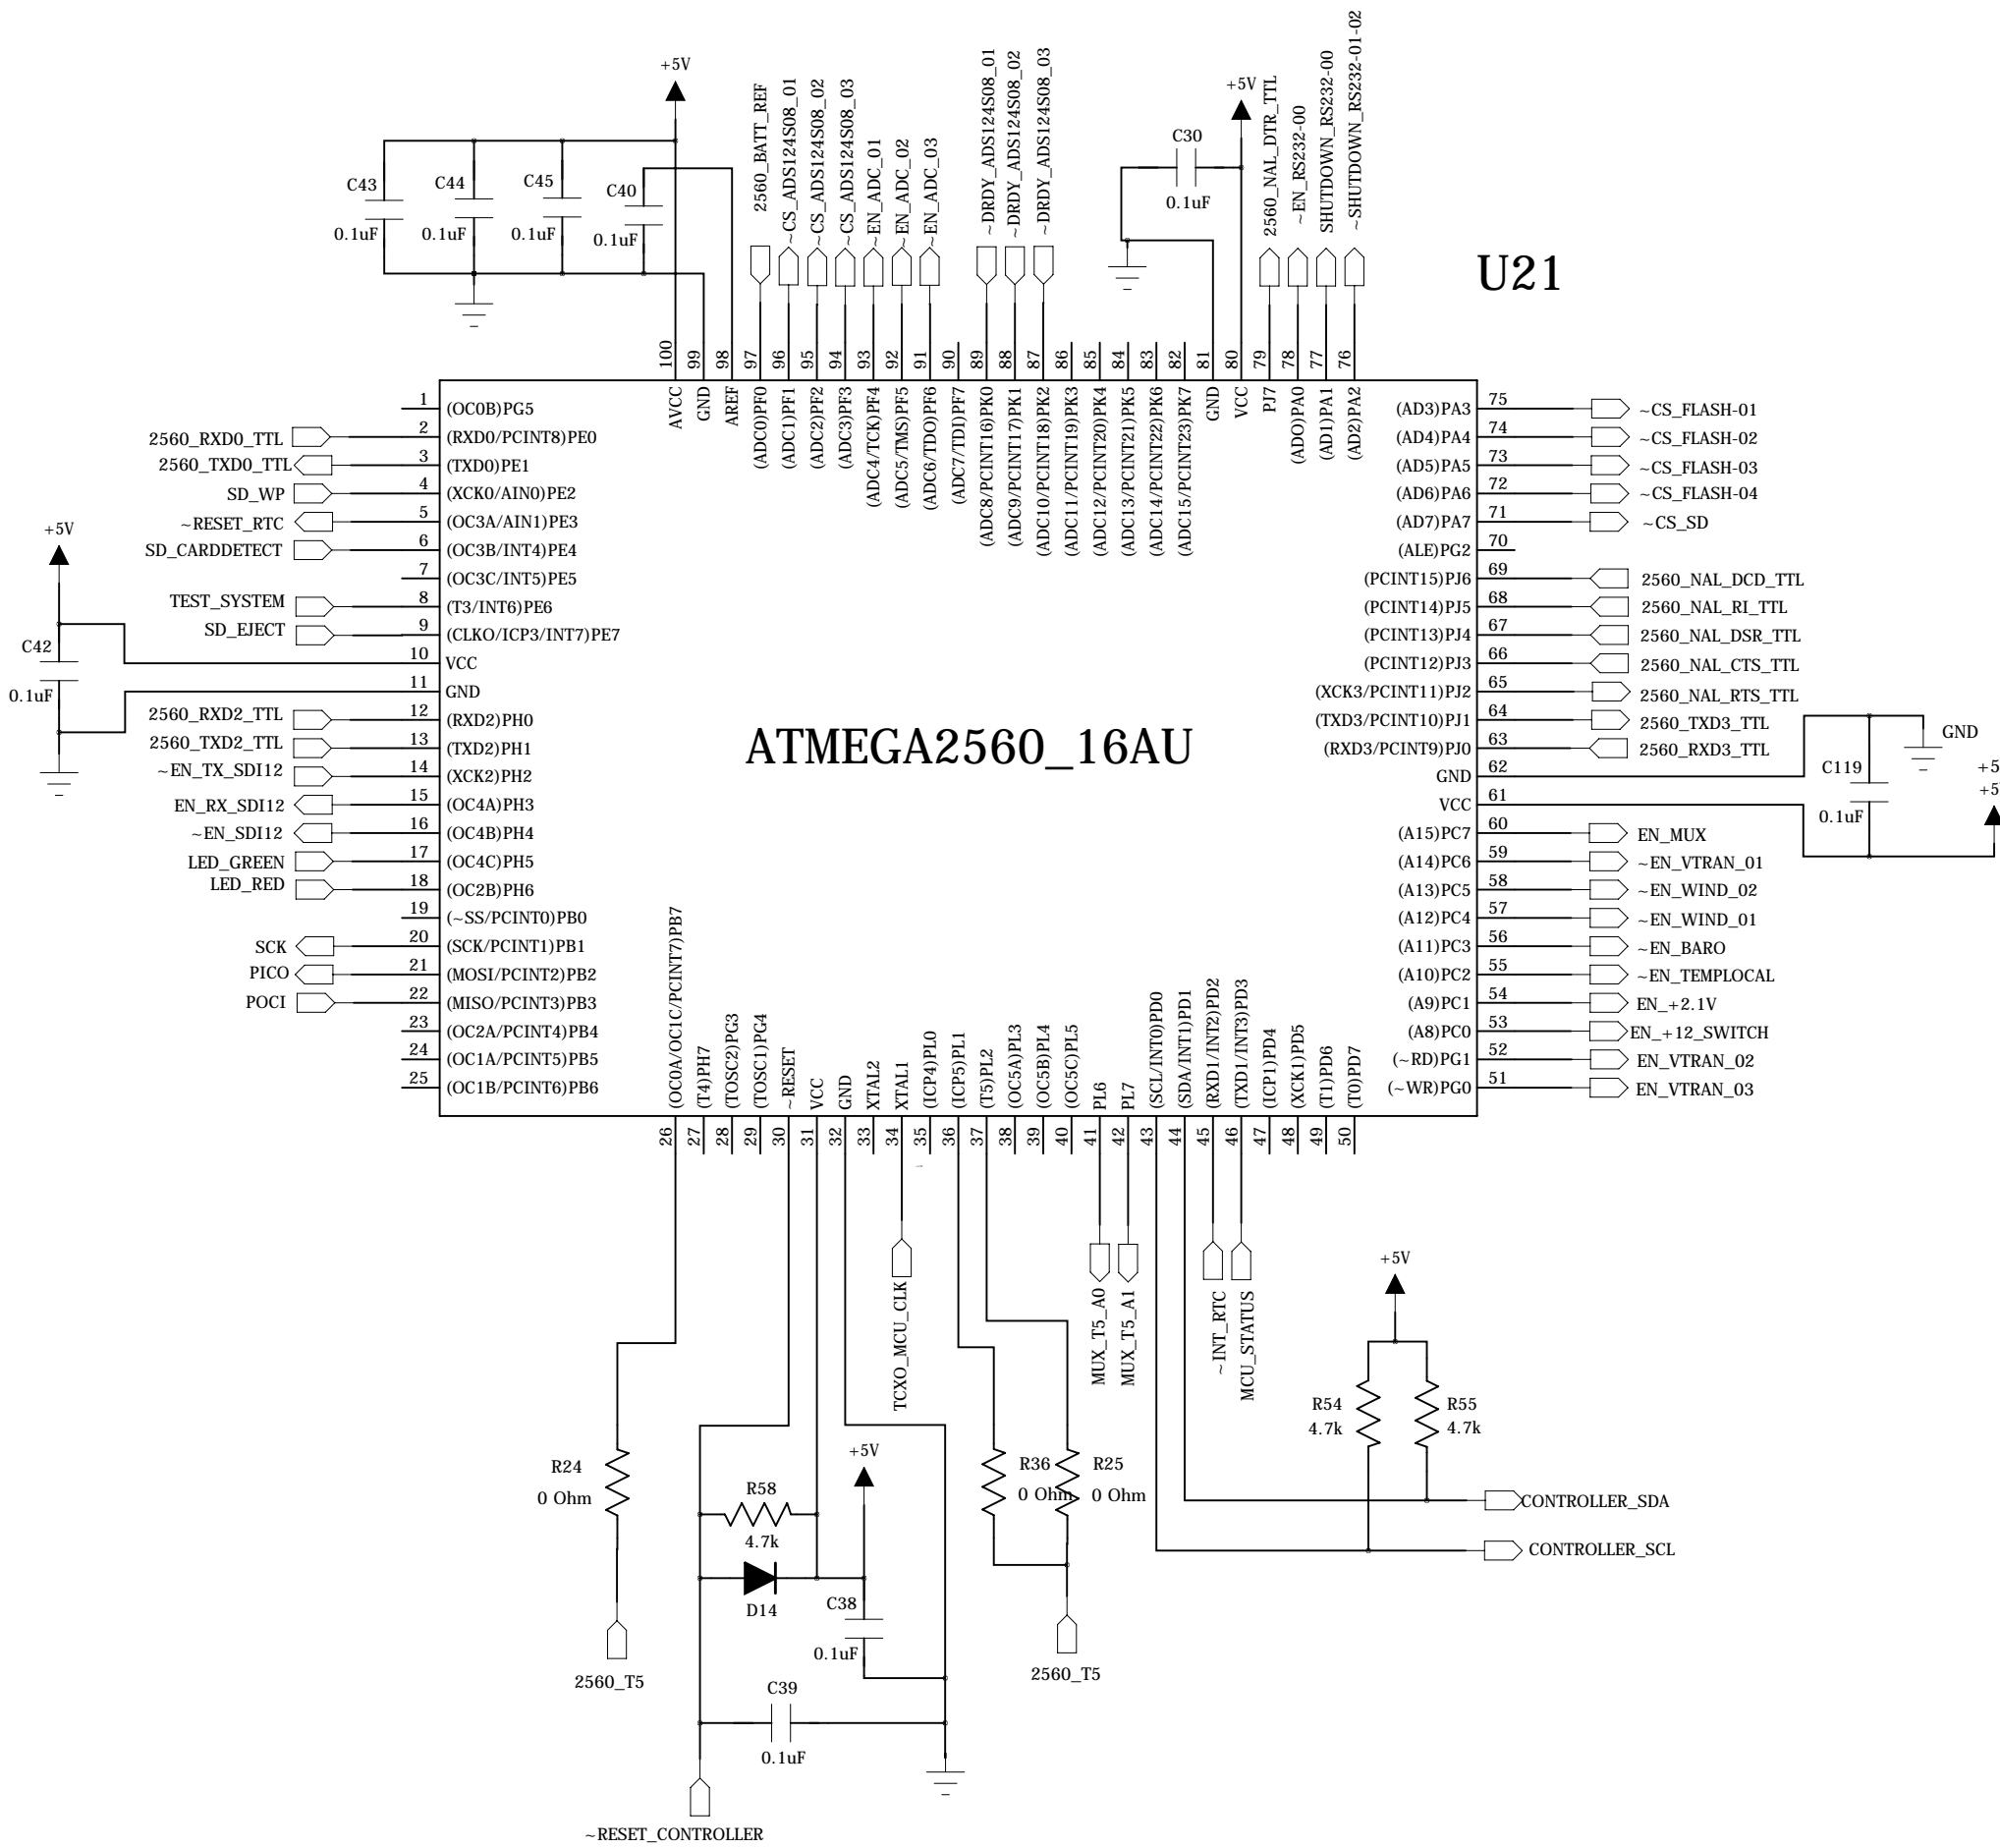 +5V
C43
0.1uF
C44
0.1uF
C45
0.1uF
C40
0.1uF
2560_BATT_REF
~CS_ADS124S08_01
~CS_ADS124S08_02
~CS_ADS124S08_03
~EN_ADC_01
~EN_ADC_02
~EN_ADC_03
~DRDY_ADS124S08_01
~DRDY_ADS124S08_02
~DRDY_ADS124S08_03
C30
0.1uF
+5V
2560_NAL_DTR_TTL
~EN_RS232-00
SHUTDOWN_RS232-00
~SHUTDOWN_RS232-01-02
U21
100 AVCC
99 GND
98 AREF
97 (ADC0)PF0
96 (ADC1)PF1
95 (ADC2)PF2
94 (ADC3)PF3
93 (ADC4/TCK)PF4
92 (ADC5/TMS)PF5
91 (ADC6/TDO)PF6
90 (ADC7/TDI)PF7
89 (ADC8/PCINT16)PK0
88 (ADC9/PCINT17)PK1
87 (ADC10/PCINT18)PK2
86 (ADC11/PCINT19)PK3
85 (ADC12/PCINT20)PK4
84 (ADC13/PCINT21)PK5
83 (ADC14/PCINT22)PK6
82 (ADC15/PCINT23)PK7
81 GND
80 VCC
79 PJ7
78 (ADO)PA0
77 (AD1)PA1
76 (AD2)PA2
1 (OC0B)PG5
2560_RXD0_TTL 2 (RXD0/PCINT8)PE0
2560_TXD0_TTL 3 (TXD0)PE1
SD_WP 4 (XCK0/AIN0)PE2
~RESET_RTC 5 (OC3A/AIN1)PE3
SD_CARDDETECT 6 (OC3B/INT4)PE4
7 (OC3C/INT5)PE5
TEST_SYSTEM 8 (T3/INT6)PE6
SD_EJECT 9 (CLKO/ICP3/INT7)PE7
10 VCC
11 GND
+5V
C42
0.1uF
2560_RXD2_TTL 12 (RXD2)PH0
2560_TXD2_TTL 13 (TXD2)PH1
~EN_TX_SDI12 14 (XCK2)PH2
EN_RX_SDI12 15 (OC4A)PH3
~EN_SDI12 16 (OC4B)PH4
LED_GREEN 17 (OC4C)PH5
LED_RED 18 (OC2B)PH6
19 (~SS/PCINT0)PB0
SCK 20 (SCK/PCINT1)PB1
PICO 21 (MOSI/PCINT2)PB2
POCI 22 (MISO/PCINT3)PB3
23 (OC2A/PCINT4)PB4
24 (OC1A/PCINT5)PB5
25 (OC1B/PCINT6)PB6
ATMEGA2560_16AU
(AD3)PA3 75 ~CS_FLASH-01
(AD4)PA4 74 ~CS_FLASH-02
(AD5)PA5 73 ~CS_FLASH-03
(AD6)PA6 72 ~CS_FLASH-04
(AD7)PA7 71 ~CS_SD
(ALE)PG2 70
(PCINT15)PJ6 69 2560_NAL_DCD_TTL
(PCINT14)PJ5 68 2560_NAL_RI_TTL
(PCINT13)PJ4 67 2560_NAL_DSR_TTL
(PCINT12)PJ3 66 2560_NAL_CTS_TTL
(XCK3/PCINT11)PJ2 65 2560_NAL_RTS_TTL
(TXD3/PCINT10)PJ1 64 2560_TXD3_TTL
(RXD3/PCINT9)PJ0 63 2560_RXD3_TTL
GND 62
VCC 61
GND
C119
0.1uF
+5
+5
(A15)PC7 60 EN_MUX
(A14)PC6 59 ~EN_VTRAN_01
(A13)PC5 58 ~EN_WIND_02
(A12)PC4 57 ~EN_WIND_01
(A11)PC3 56 ~EN_BARO
(A10)PC2 55 ~EN_TEMPLOCAL
(A9)PC1 54 EN_+2.1V
(A8)PC0 53 EN_+12_SWITCH
(~RD)PG1 52 EN_VTRAN_02
(~WR)PG0 51 EN_VTRAN_03
(OC0A/OC1C/PCINT7)PB7 26
(T4)PH7 27
(TOSC2)PG3 28
(TOSC1)PG4 29
~RESET 30
VCC 31
GND 32
XTAL2 33
XTAL1 34
(ICP4)PL0 35
(ICP5)PL1 36
(T5)PL2 37
(OC5A)PL3 38
(OC5B)PL4 39
(OC5C)PL5 40
PL6 41
PL7 42
(SCL/INT0)PD0 43
(SDA/INT1)PD1 44
(RXD1/INT2)PD2 45
(TXD1/INT3)PD3 46
(ICP1)PD4 47
(XCK1)PD5 48
(T1)PD6 49
(T0)PD7 50
TCXO_MCU_CLK
MUX_T5_A0
MUX_T5_A1
~INT_RTC
MCU_STATUS
+5V
R54
4.7k
R55
4.7k
CONTROLLER_SDA
CONTROLLER_SCL
R24
0 Ohm
2560_T5
R58
4.7k
D14
+5V
C38
0.1uF
C39
0.1uF
~RESET_CONTROLLER
R36
0 Ohm
R25
0 Ohm
2560_T5